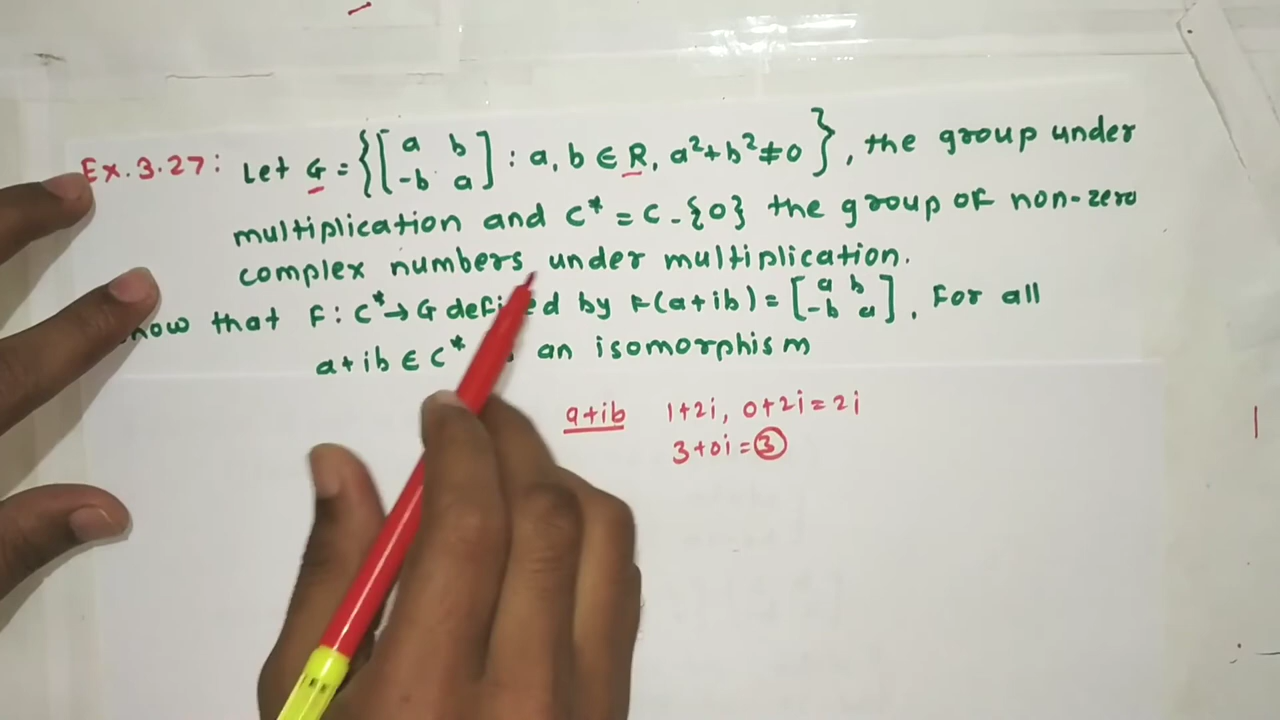 Ex.3.27: Let G = {[a b -b a] : a, b ∈ R, a²+b²≠0}, the group under
multiplication and C* = C-{0} the group of non-zero
complex numbers under multiplication.
that F: C*→G defined by F(a+ib) = [a b -b a], For all
a+ib ∈ C* an isomorphism
a+ib 1+2i, 0+2i=2i
3+0i=3